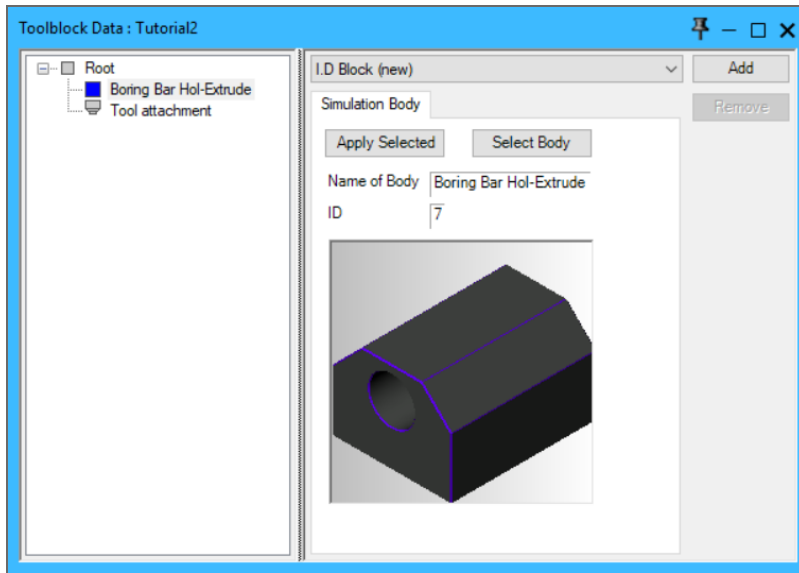 Toolblock Data : Tutorial2
Root
Boring Bar Hol-Extrude
Tool attachment
I.D Block (new)
Add
Simulation Body
Remove
Apply Selected
Select Body
Name of Body
Boring Bar Hol-Extrude
ID
7